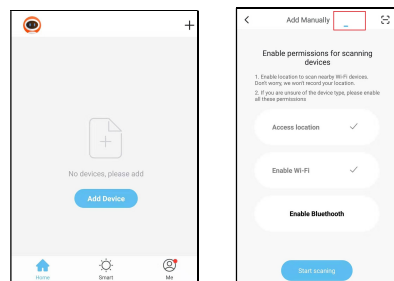 No devices, please add
Add Device
Home
Smart
Me
Add Manually
Enable permissions for scanning
devices
1. Enable location to scan nearby Wi-Fi devices.
Don't worry, we won't record your location.
2. If you are unsure of the device type, please enable
all these permissions
Access location
Enable Wi-Fi
Enable Bluethooth
Start scaning